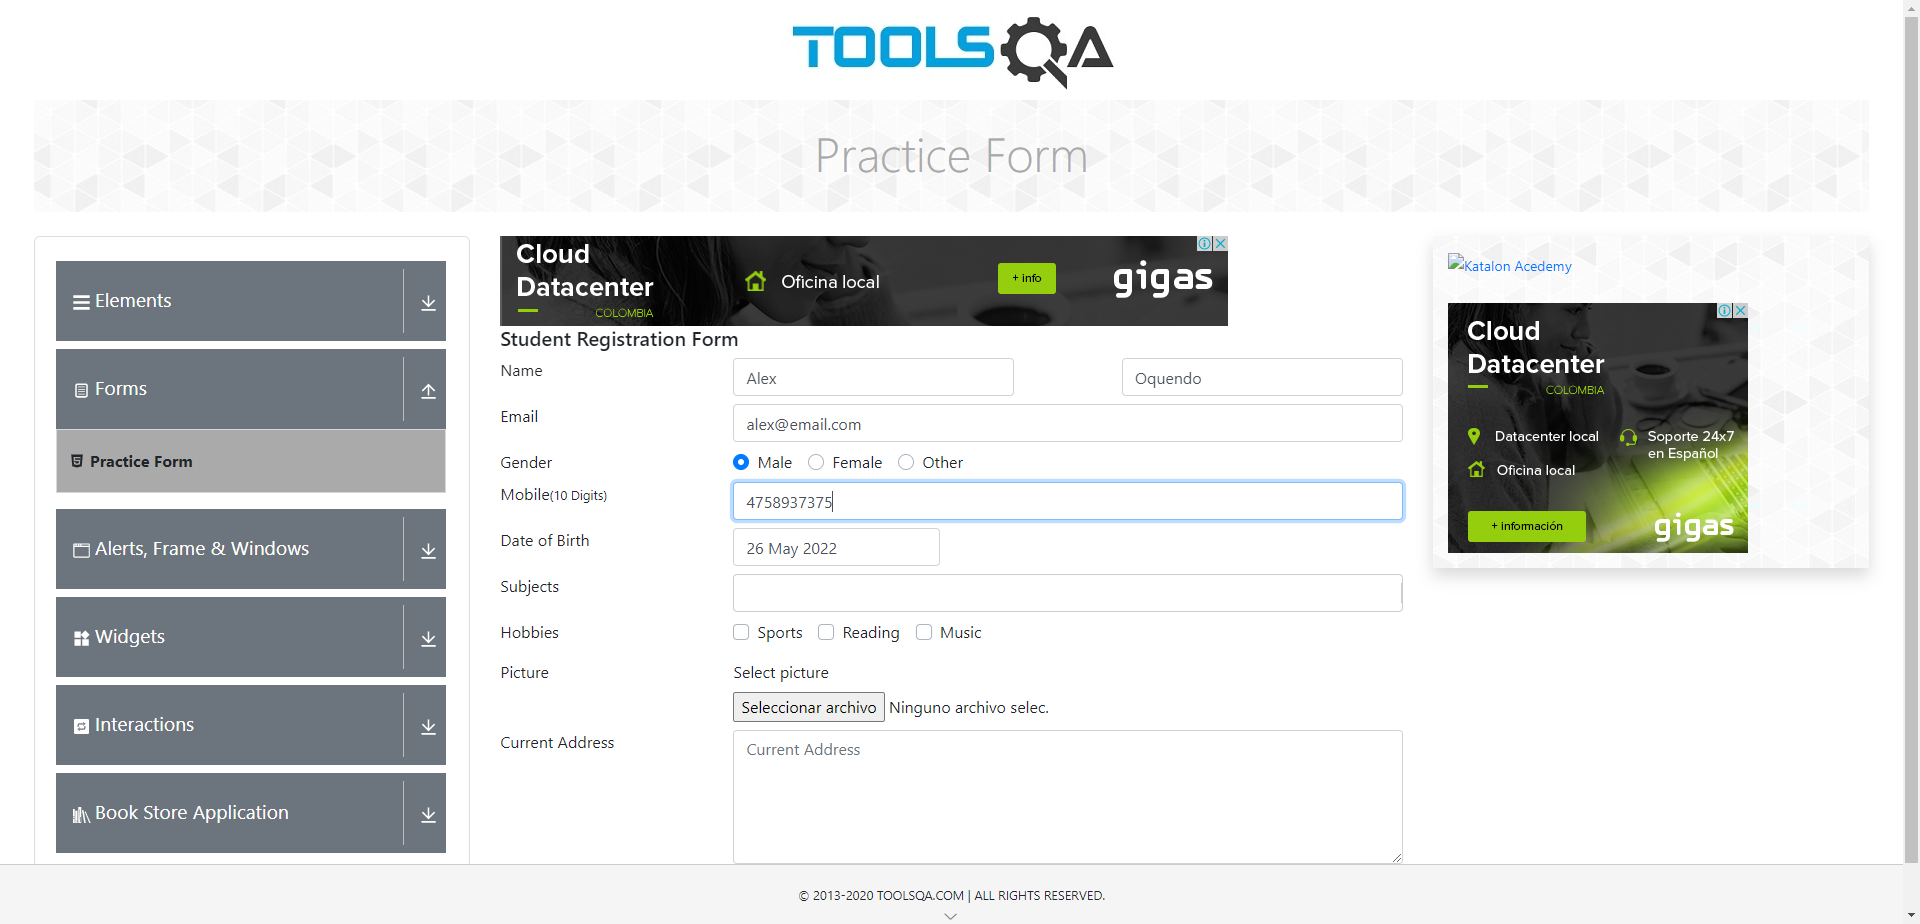 TOOLSQA
Practice Form
Elements
Forms
Practice Form
Alerts, Frame & Windows
Widgets
Interactions
Book Store Application
Cloud
Datacenter
COLOMBIA
Oficina local
+ info
gigas
Student Registration Form
Name
Alex
Oquendo
Email
alex@email.com
Gender
Male Female Other
Mobile(10 Digits)
4758937375
Date of Birth
26 May 2022
Subjects
Hobbies
Sports Reading Music
Picture
Select picture
Seleccionar archivo Ninguno archivo selec.
Current Address
Current Address
Katalon Acedemy
Cloud
Datacenter
COLOMBIA
Datacenter local
Soporte 24x7
en Español
Oficina local
+ información
gigas
© 2013-2020 TOOLSQA.COM | ALL RIGHTS RESERVED.